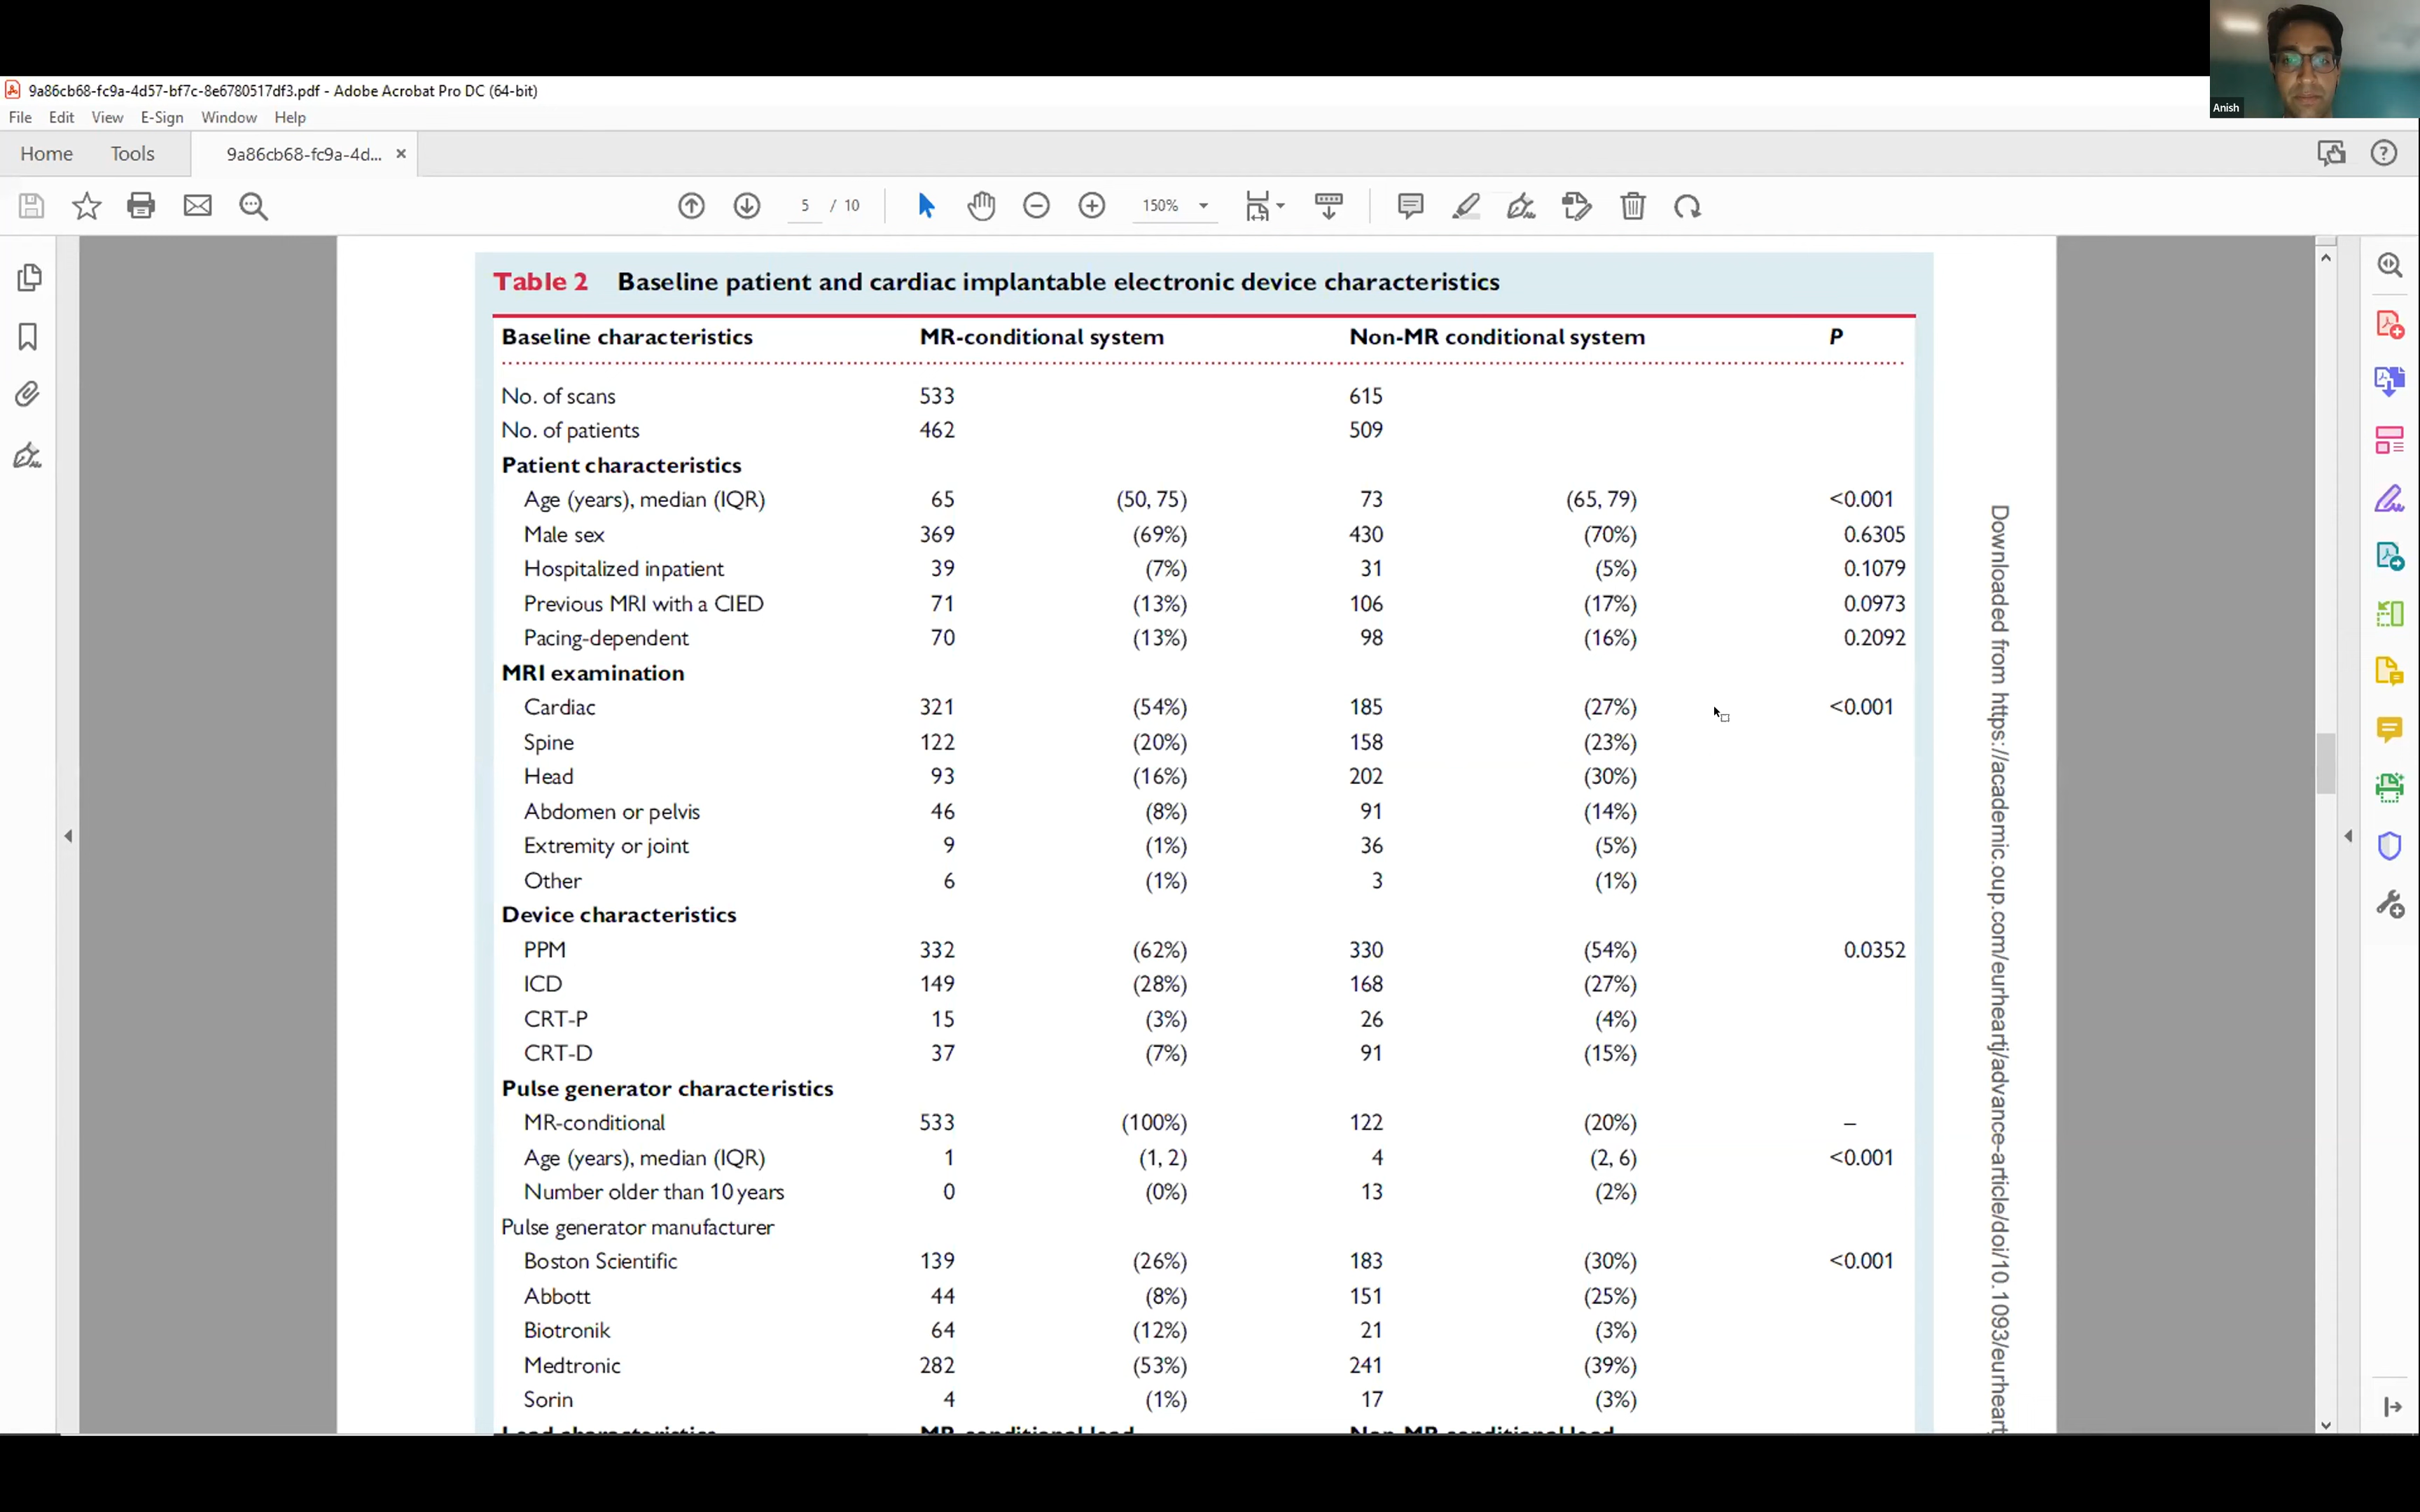 Anish
9a86cb68-fc9a-4d57-bf7c-8e6780517df3.pdf - Adobe Acrobat Pro DC (64-bit)
File Edit View E-Sign Window Help
Home Tools 9a86cb68-fc9a-4d... ×
5 / 10 150%
Table 2 Baseline patient and cardiac implantable electronic device characteristics
Baseline characteristics MR-conditional system Non-MR conditional system P
No. of scans 533 615
No. of patients 462 509
Patient characteristics
Age (years), median (IQR) 65 (50, 75) 73 (65, 79) <0.001
Male sex 369 (69%) 430 (70%) 0.6305
Hospitalized inpatient 39 (7%) 31 (5%) 0.1079
Previous MRI with a CIED 71 (13%) 106 (17%) 0.0973
Pacing-dependent 70 (13%) 98 (16%) 0.2092
MRI examination
Cardiac 321 (54%) 185 (27%) <0.001
Spine 122 (20%) 158 (23%)
Head 93 (16%) 202 (30%)
Abdomen or pelvis 46 (8%) 91 (14%)
Extremity or joint 9 (1%) 36 (5%)
Other 6 (1%) 3 (1%)
Device characteristics
PPM 332 (62%) 330 (54%) 0.0352
ICD 149 (28%) 168 (27%)
CRT-P 15 (3%) 26 (4%)
CRT-D 37 (7%) 91 (15%)
Pulse generator characteristics
MR-conditional 533 (100%) 122 (20%) –
Age (years), median (IQR) 1 (1, 2) 4 (2, 6) <0.001
Number older than 10 years 0 (0%) 13 (2%)
Pulse generator manufacturer
Boston Scientific 139 (26%) 183 (30%) <0.001
Abbott 44 (8%) 151 (25%)
Biotronik 64 (12%) 21 (3%)
Medtronic 282 (53%) 241 (39%)
Sorin 4 (1%) 17 (3%)
Lead characteristics MR-conditional lead Non-MR conditional lead
Downloaded from https://academic.oup.com/eurheartj/advance-article/doi/10.1093/eurheart